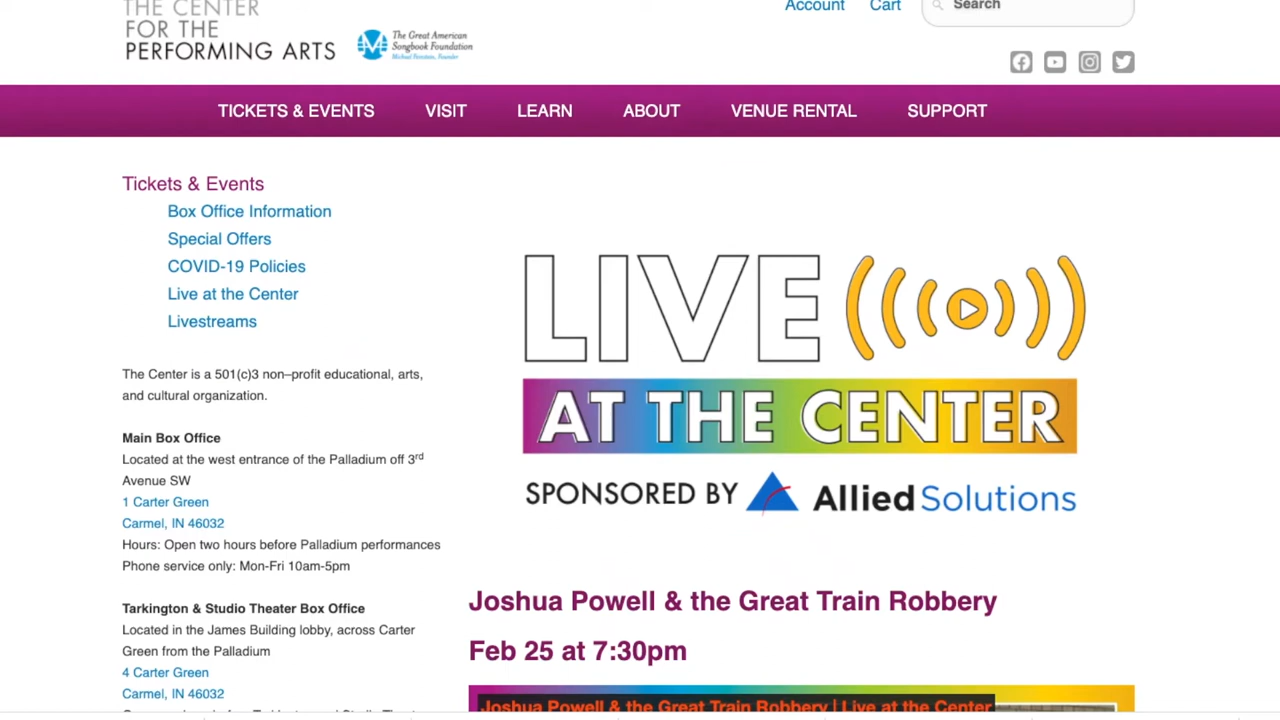 THE CENTER
FOR THE
PERFORMING ARTS
The Great American
Songbook Foundation
Michael Feinstein, Founder
Account
Cart
Search
TICKETS & EVENTS
VISIT
LEARN
ABOUT
VENUE RENTAL
SUPPORT
Tickets & Events
Box Office Information
Special Offers
COVID-19 Policies
Live at the Center
Livestreams
The Center is a 501(c)3 non–profit educational, arts,
and cultural organization.
Main Box Office
Located at the west entrance of the Palladium off 3rd
Avenue SW
1 Carter Green
Carmel, IN 46032
Hours: Open two hours before Palladium performances
Phone service only: Mon-Fri 10am-5pm
Tarkington & Studio Theater Box Office
Located in the James Building lobby, across Carter
Green from the Palladium
4 Carter Green
Carmel, IN 46032
LIVE
AT THE CENTER
SPONSORED BY Allied Solutions
Joshua Powell & the Great Train Robbery
Feb 25 at 7:30pm
Joshua Powell & the Great Train Robbery | Live at the Center